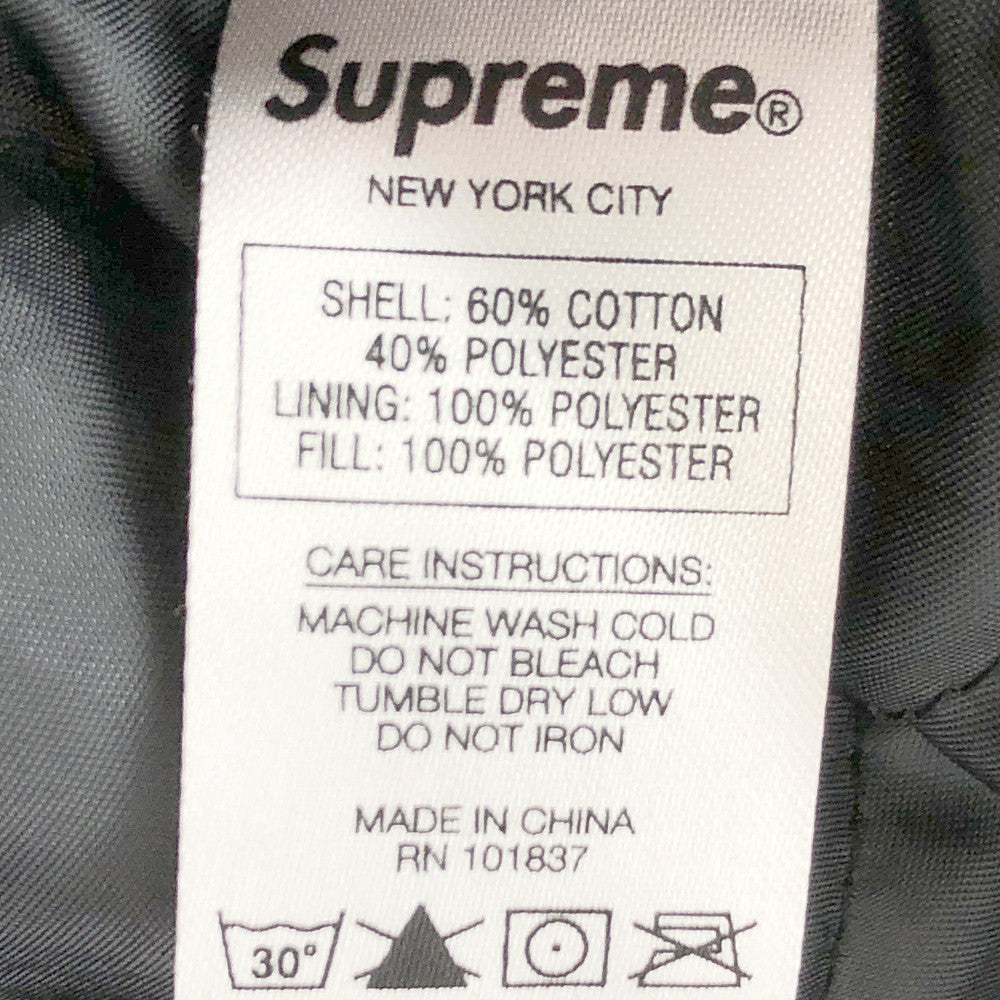 Supreme®
NEW YORK CITY
SHELL: 60% COTTON
40% POLYESTER
LINING: 100% POLYESTER
FILL: 100% POLYESTER
CARE INSTRUCTIONS:
MACHINE WASH COLD
DO NOT BLEACH
TUMBLE DRY LOW
DO NOT IRON
MADE IN CHINA
RN 101837
30°